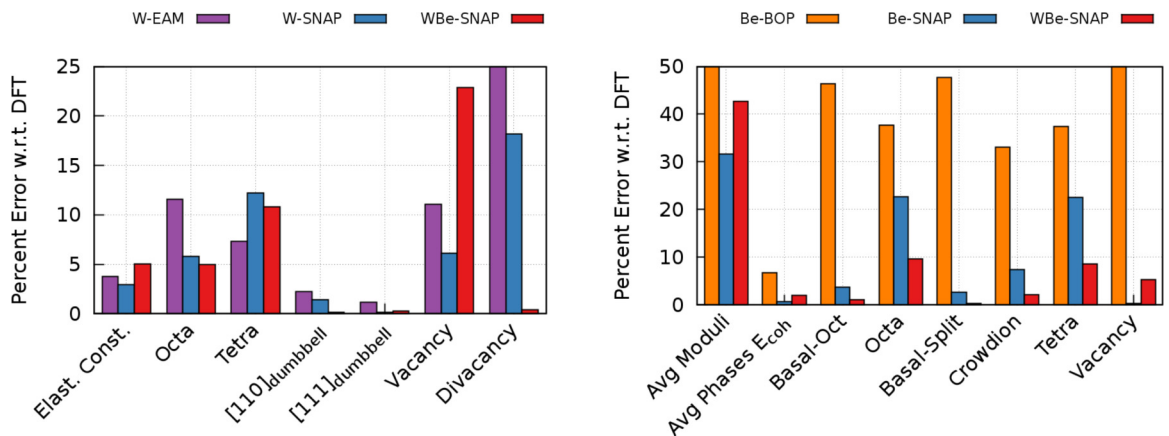 W-EAM W-SNAP WBe-SNAP
Percent Error w.r.t. DFT
25
20
15
10
5
0
Elast. Const.
Octa
Tetra
[110]dumbbell
[111]dumbbell
Vacancy
Divacancy
Be-BOP Be-SNAP WBe-SNAP
Percent Error w.r.t. DFT
50
40
30
20
10
0
Avg Moduli
Avg Phases Ecoh
Basal-Oct
Octa
Basal-Split
Crowdion
Tetra
Vacancy